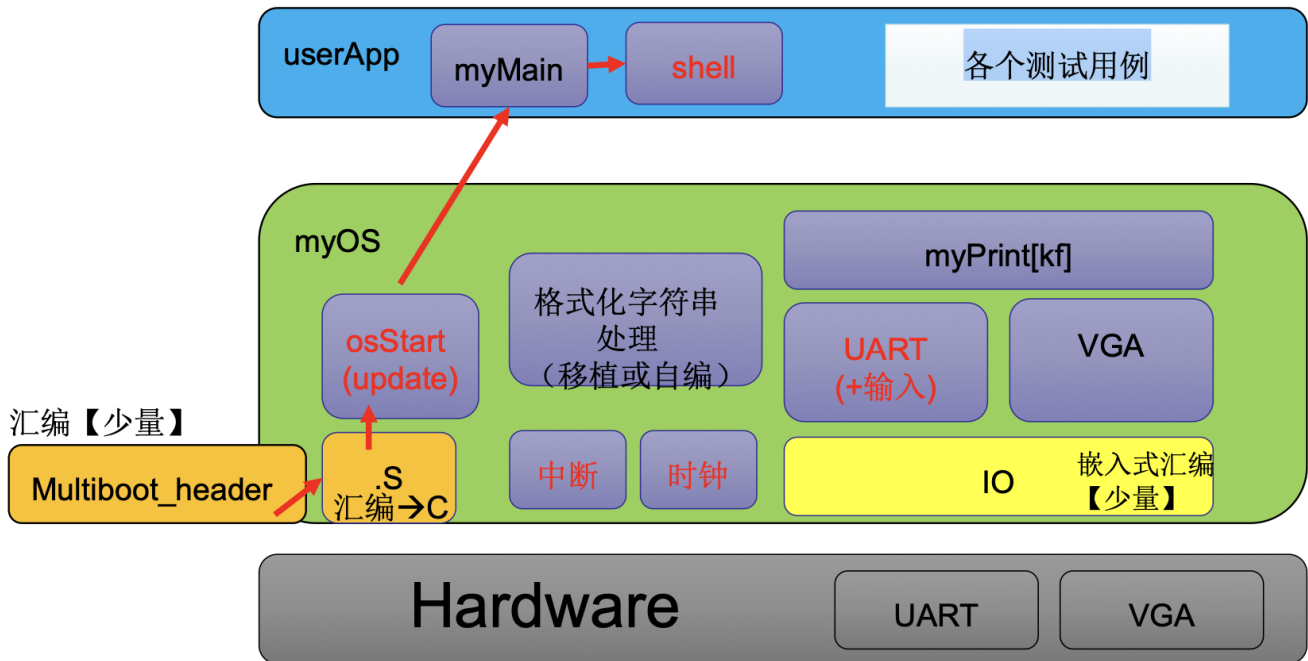 userApp
myMain
shell
各个测试用例
myOS
myPrint[kf]
格式化字符串
处理
（移植或自编）
osStart
(update)
UART
(+输入)
VGA
汇编【少量】
Multiboot_header
.S
汇编→C
中断
时钟
IO
嵌入式汇编
【少量】
Hardware
UART
VGA